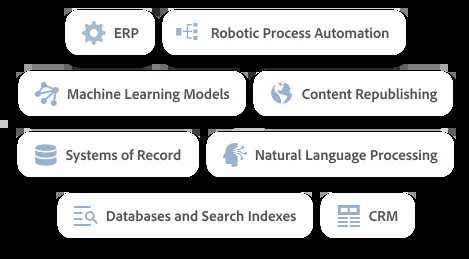 ERP
Robotic Process Automation
Machine Learning Models
Content Republishing
Systems of Record
Natural Language Processing
Databases and Search Indexes
CRM